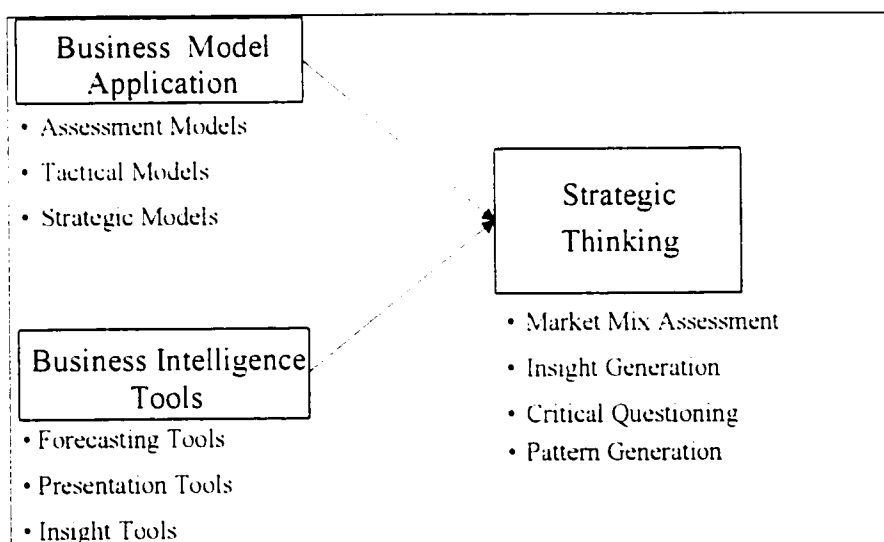 Business Model
Application
• Assessment Models
• Tactical Models
• Strategic Models
Business Intelligence
Tools
• Forecasting Tools
• Presentation Tools
• Insight Tools
Strategic
Thinking
• Market Mix Assessment
• Insight Generation
• Critical Questioning
• Pattern Generation